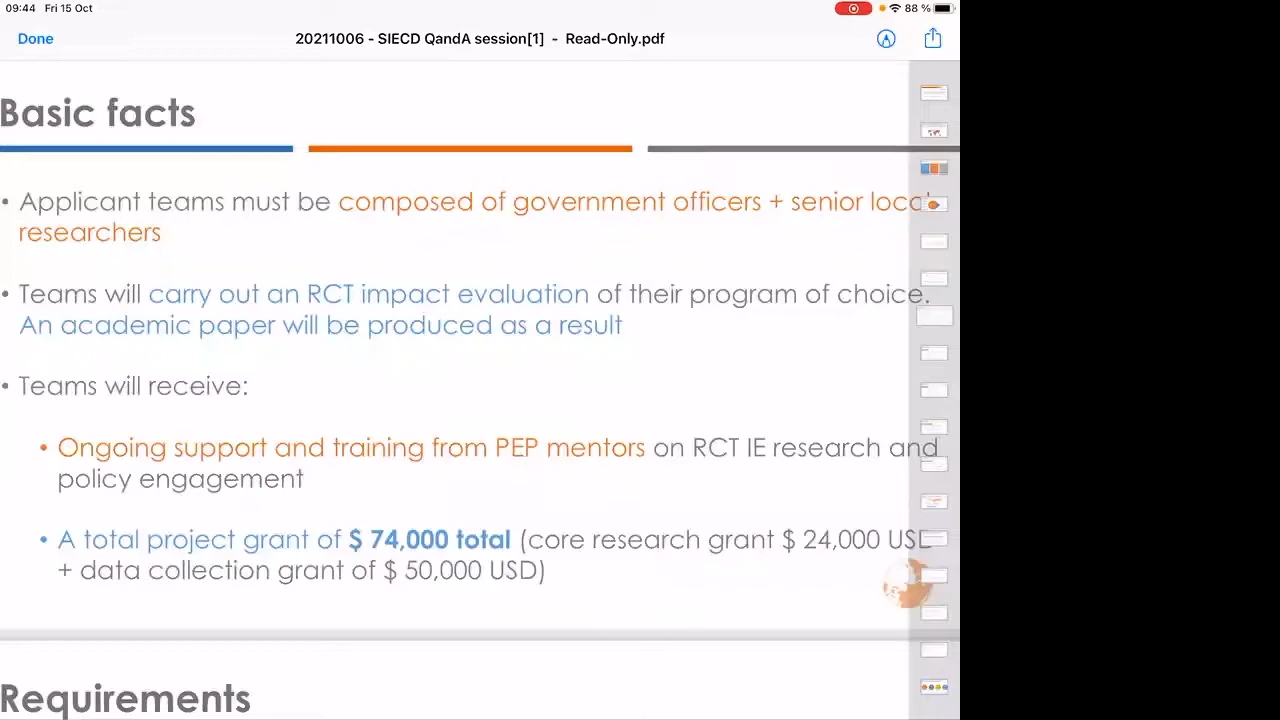 09:44 Fri 15 Oct
88 %
Done
20211006 - SIECD QandA session[1] - Read-Only.pdf
Basic facts
• Applicant teams must be composed of government officers + senior local
researchers
• Teams will carry out an RCT impact evaluation of their program of choice.
An academic paper will be produced as a result
• Teams will receive:
• Ongoing support and training from PEP mentors on RCT IE research and
policy engagement
• A total project grant of $ 74,000 total (core research grant $ 24,000 USD
+ data collection grant of $ 50,000 USD)
Requirements